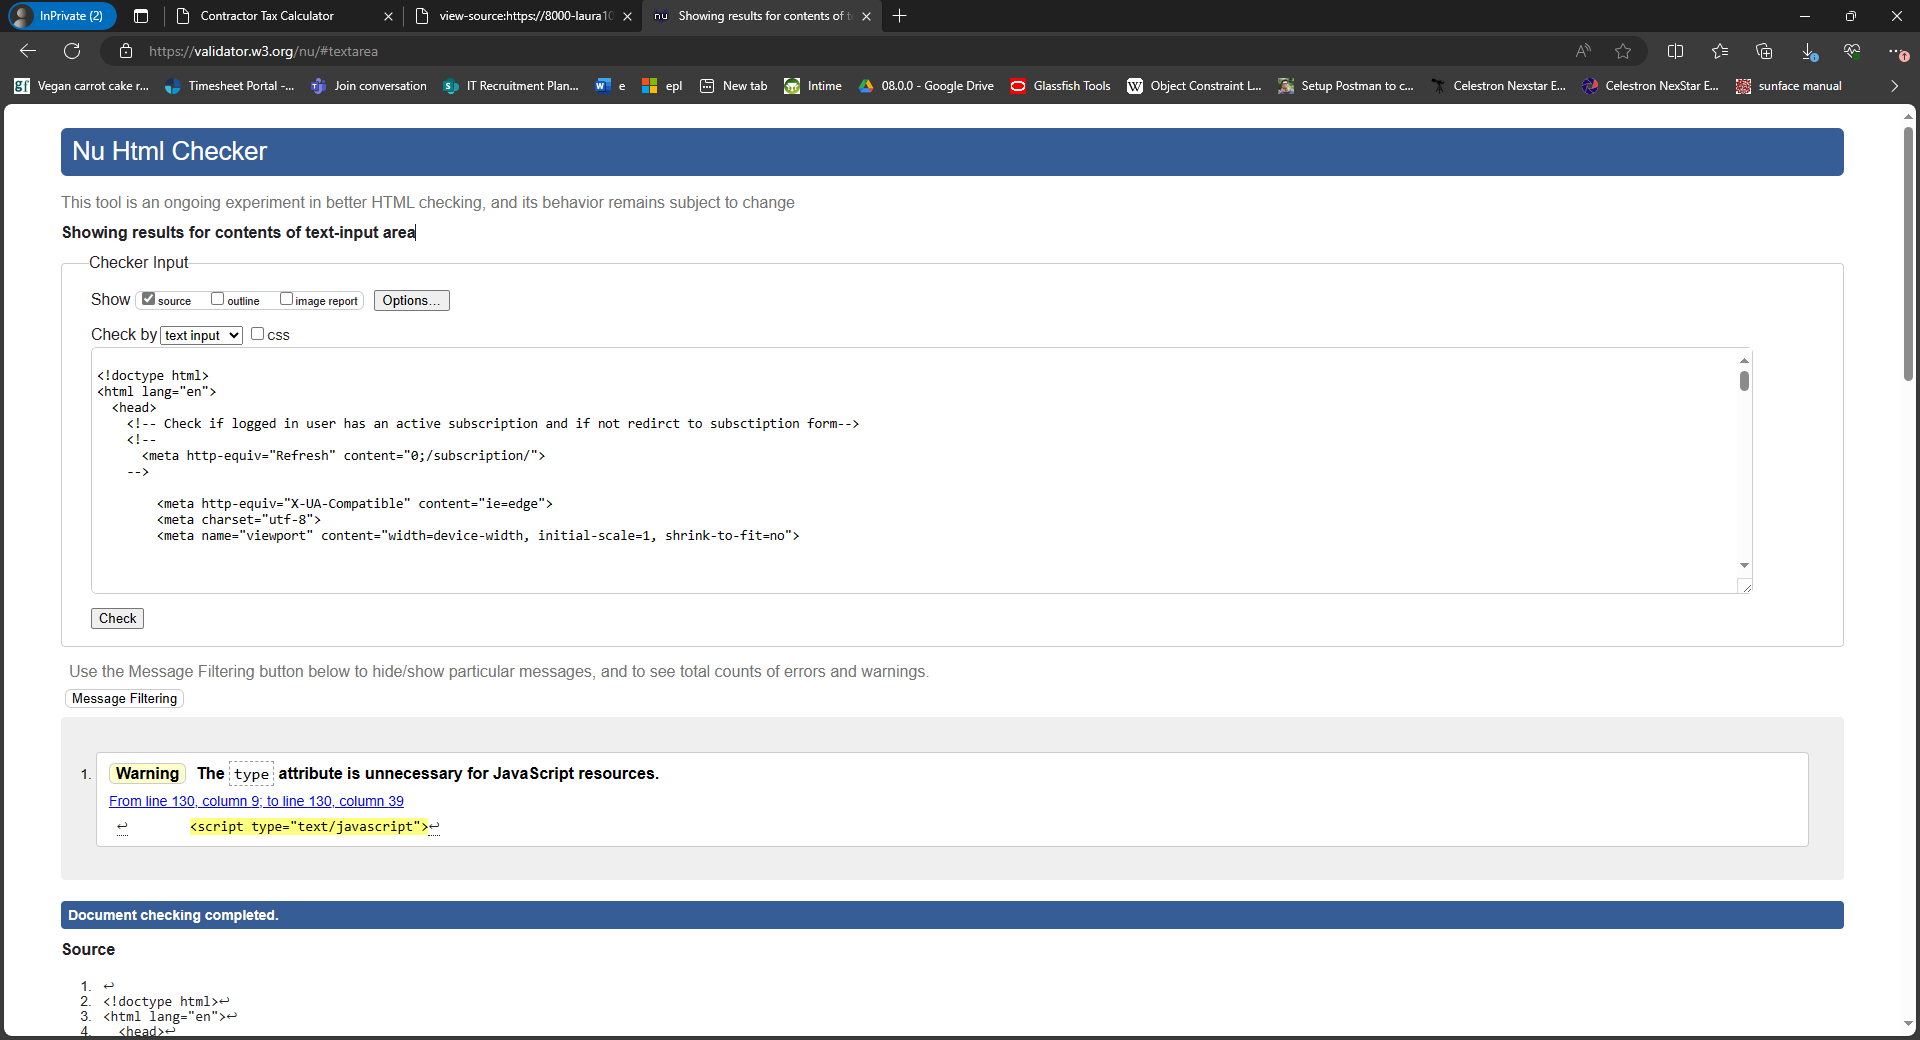 InPrivate (2)
Contractor Tax Calculator
view-source:https://8000-laura10
nu Showing results for contents of t
https://validator.w3.org/nu/#textarea
gf Vegan carrot cake r...
Timesheet Portal -...
Join conversation
IT Recruitment Plan...
e
epl
New tab
Intime
08.0.0 - Google Drive
Glassfish Tools
W Object Constraint L...
Setup Postman to c...
Celestron Nexstar E...
Celestron NexStar E...
sunface manual
Nu Html Checker
This tool is an ongoing experiment in better HTML checking, and its behavior remains subject to change
Showing results for contents of text-input area
Checker Input
Show source outline image report Options...
Check by text input css
<!doctype html>
<html lang="en">
<head>
<!-- Check if logged in user has an active subscription and if not redirct to subsctiption form-->
<!--
<meta http-equiv="Refresh" content="0;/subscription/">
-->
<meta http-equiv="X-UA-Compatible" content="ie=edge">
<meta charset="utf-8">
<meta name="viewport" content="width=device-width, initial-scale=1, shrink-to-fit=no">
Check
Use the Message Filtering button below to hide/show particular messages, and to see total counts of errors and warnings.
Message Filtering
1. Warning The type attribute is unnecessary for JavaScript resources.
From line 130, column 9; to line 130, column 39
↩ <script type="text/javascript">↩
Document checking completed.
Source
1. ↩
2. <!doctype html>↩
3. <html lang="en">↩
4. <head>↩